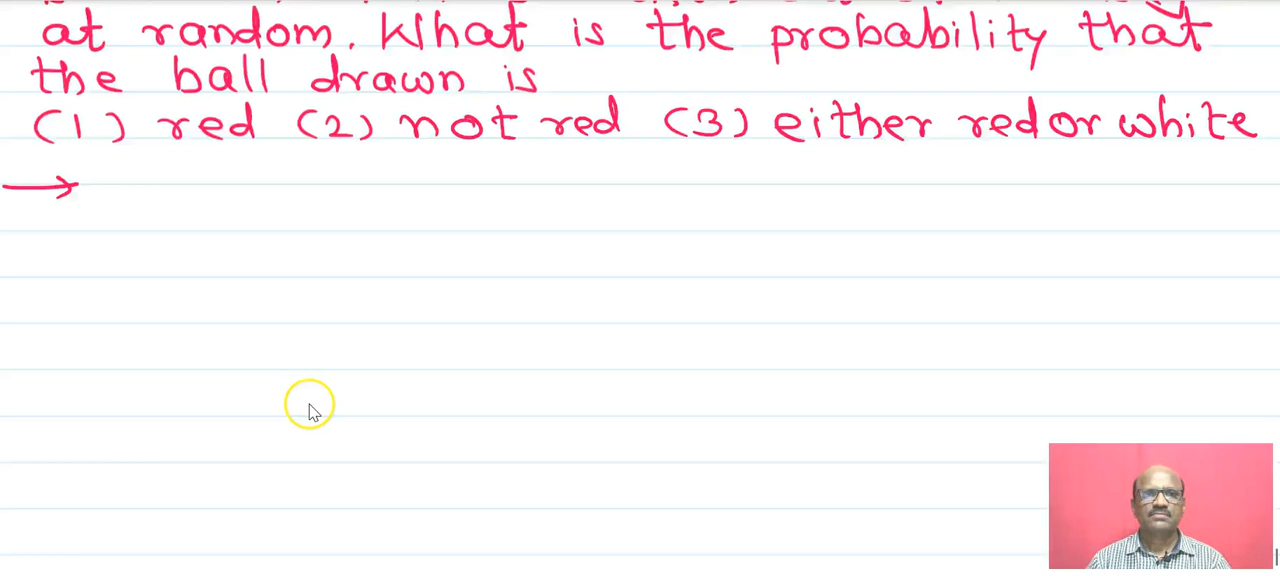 at random. What is the probability that
the ball drawn is
(1) red (2) not red (3) either red or white